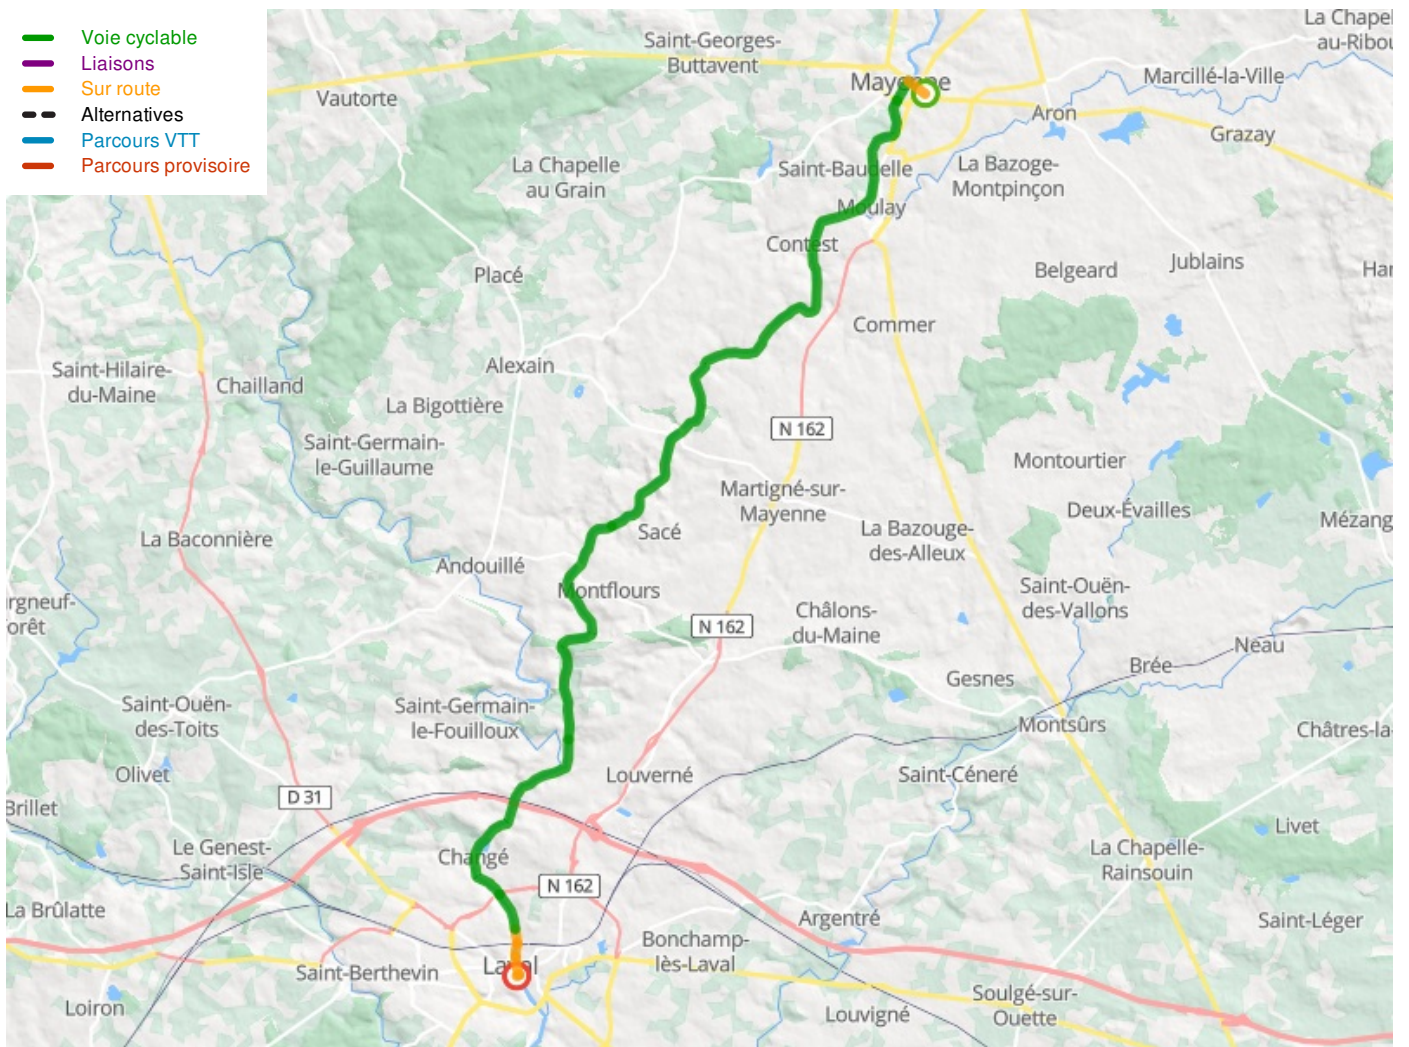 Voie cyclable
Liaisons
Sur route
Alternatives
Parcours VTT
Parcours provisoire
La Chapel
au-Ribou
Saint-Georges-
Buttavent
Mayenne
Marcillé-la-Ville
Vautorte
Aron
Grazay
La Chapelle
au Grain
Saint-Baudelle
La Bazoge-
Montpinçon
Moulay
Contest
Placé
Belgeard
Jublains
Har
Commer
Saint-Hilaire-
du-Maine
Chailland
Alexain
La Bigottière
N 162
Saint-Germain-
le-Guillaume
Montourtier
Martigné-sur-
Mayenne
Deux-Évailles
Mézang
La Baconnière
Sacé
La Bazouge-
des-Alleux
Andouillé
Montflours
Saint-Ouën-
des-Vallons
rgneuf-
orêt
Châlons-
du-Maine
N 162
Neau
Brée
Gesnes
Saint-Ouën-
des-Toits
Saint-Germain-
le-Fouilloux
Montsûrs
Châtres-la-
Olivet
Louverné
Saint-Céneré
D 31
Brillet
Livet
Le Genest-
Saint-Isle
Changé
La Chapelle-
Rainsouin
N 162
La Brûlatte
Argentré
Saint-Léger
Bonchamp-
lès-Laval
Laval
Saint-Berthevin
Loiron
Soulgé-sur-
Ouette
Louvigné